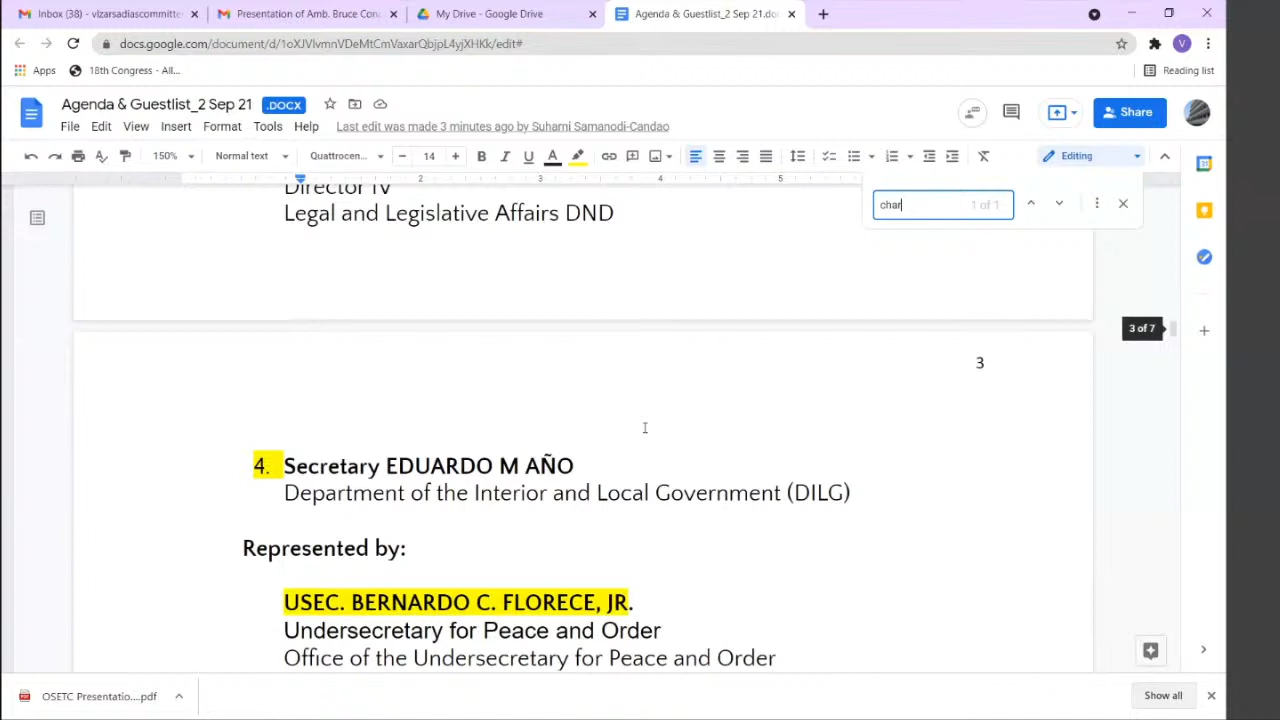 Inbox (38) - vlzarsadiascommitte
Presentation of Amb. Bruce Con
My Drive - Google Drive
Agenda & Guestlist_2 Sep 21.do
docs.google.com/document/d/1oXJVlvmnVDeMtCmVaxarQbjpL4yjXHKk/edit#
Apps
18th Congress - All...
Reading list
Agenda & Guestlist_2 Sep 21 .DOCX
Share
File Edit View Insert Format Tools Help
Last edit was made 3 minutes ago by Suharni Samanodi-Candao
150% Normal text Quattrocen... 14 B I U A Editing
2 3 4 5
char 1 of 1
Director IV
Legal and Legislative Affairs DND
3 of 7
3
4. Secretary EDUARDO M AÑO
Department of the Interior and Local Government (DILG)
Represented by:
USEC. BERNARDO C. FLORECE, JR.
Undersecretary for Peace and Order
Office of the Undersecretary for Peace and Order
OSETC Presentatio....pdf
Show all